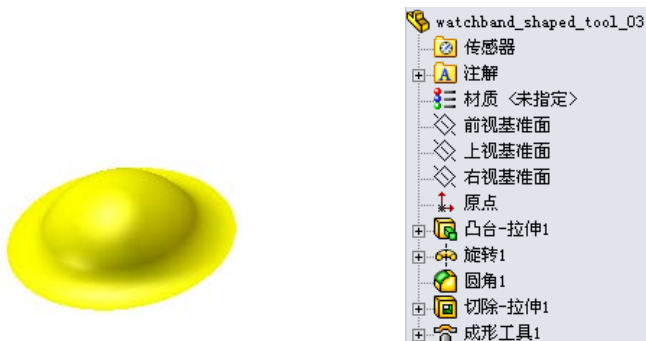 watchband_shaped_tool_03
传感器
A 注解
材质 <未指定>
前视基准面
上视基准面
右视基准面
原点
凸台-拉伸1
旋转1
圆角1
切除-拉伸1
成形工具1